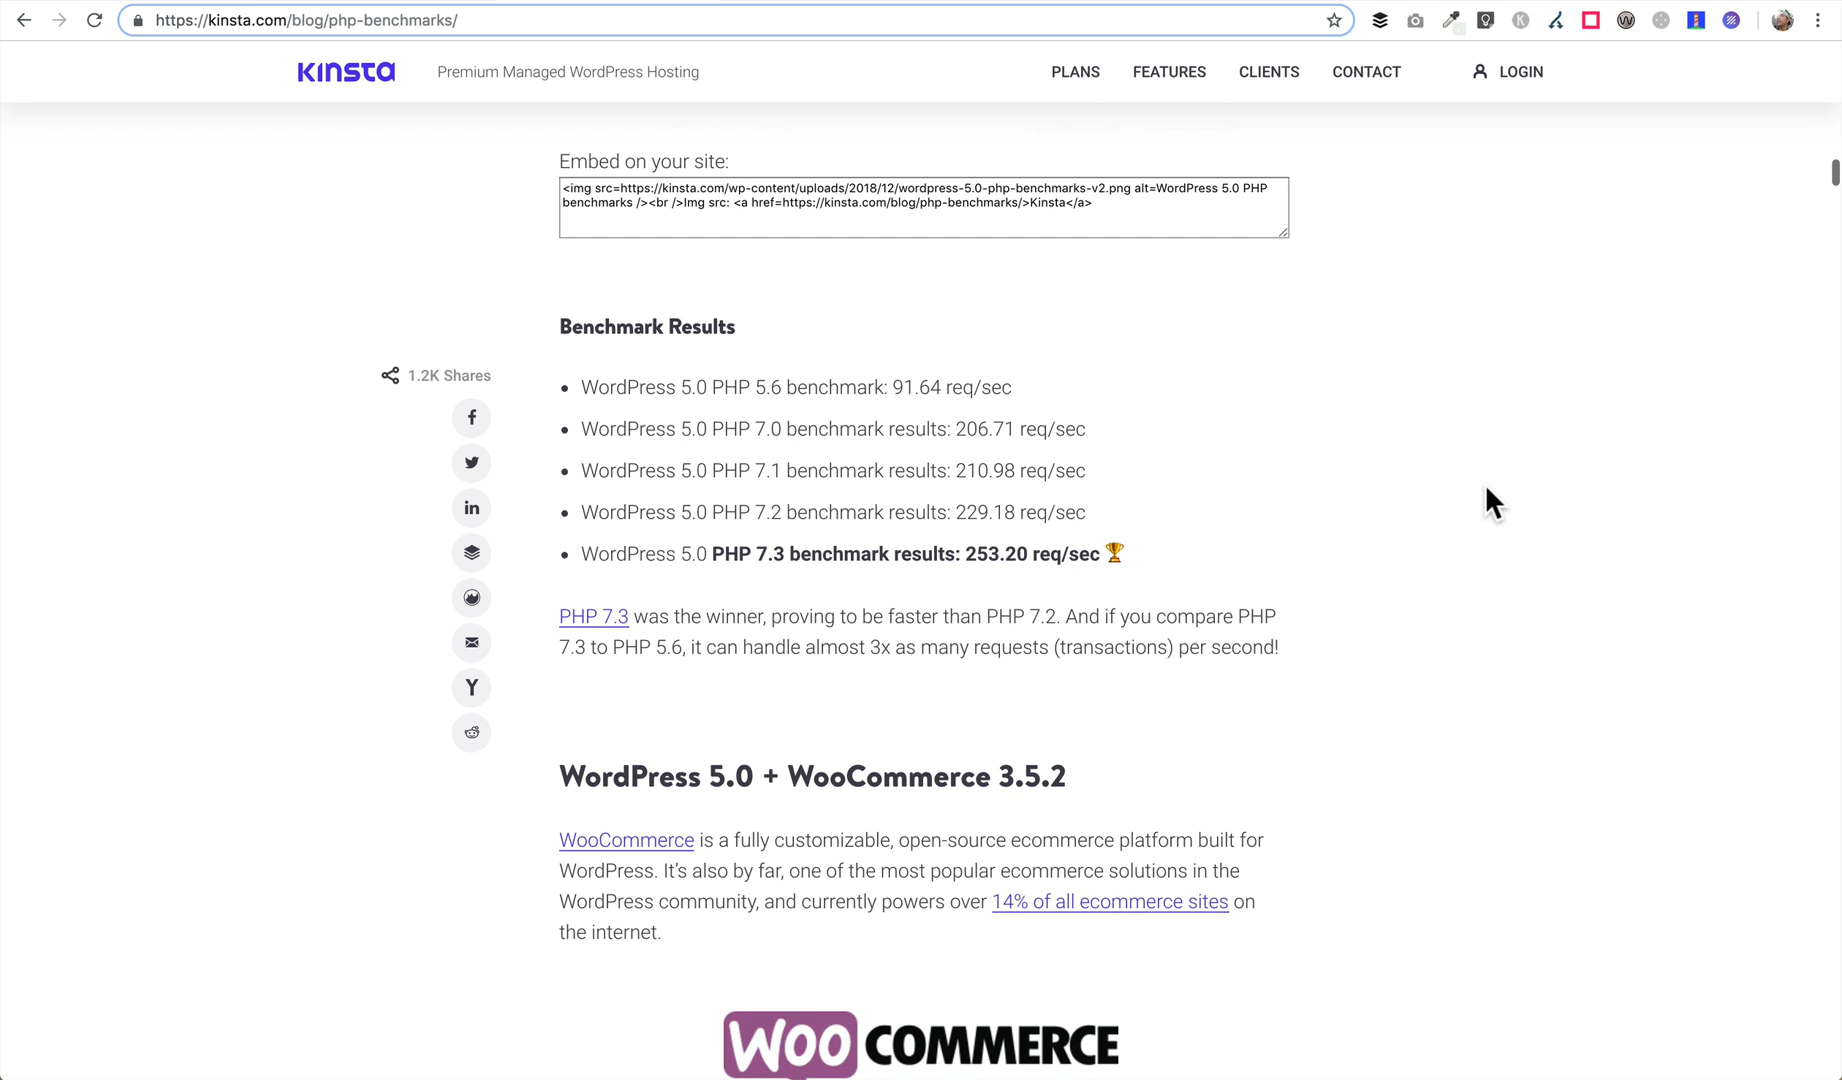 https://kinsta.com/blog/php-benchmarks/
KINSTA
Premium Managed WordPress Hosting
PLANS
FEATURES
CLIENTS
CONTACT
LOGIN
Embed on your site:
<img src=https://kinsta.com/wp-content/uploads/2018/12/wordpress-5.0-php-benchmarks-v2.png alt=WordPress 5.0 PHP
benchmarks /><br />Img src: <a href=https://kinsta.com/blog/php-benchmarks/>Kinsta</a>
Benchmark Results
1.2K Shares
• WordPress 5.0 PHP 5.6 benchmark: 91.64 req/sec
• WordPress 5.0 PHP 7.0 benchmark results: 206.71 req/sec
• WordPress 5.0 PHP 7.1 benchmark results: 210.98 req/sec
• WordPress 5.0 PHP 7.2 benchmark results: 229.18 req/sec
• WordPress 5.0 PHP 7.3 benchmark results: 253.20 req/sec 🏆
PHP 7.3 was the winner, proving to be faster than PHP 7.2. And if you compare PHP
7.3 to PHP 5.6, it can handle almost 3x as many requests (transactions) per second!
WordPress 5.0 + WooCommerce 3.5.2
WooCommerce is a fully customizable, open-source ecommerce platform built for
WordPress. It’s also by far, one of the most popular ecommerce solutions in the
WordPress community, and currently powers over 14% of all ecommerce sites on
the internet.
WOO COMMERCE